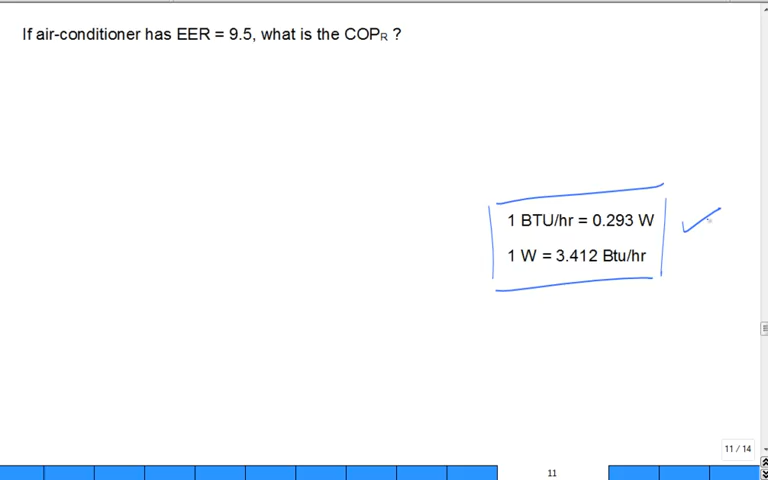 If air-conditioner has EER = 9.5, what is the COPR ?
1 BTU/hr = 0.293 W
1 W = 3.412 Btu/hr
11 / 14
11